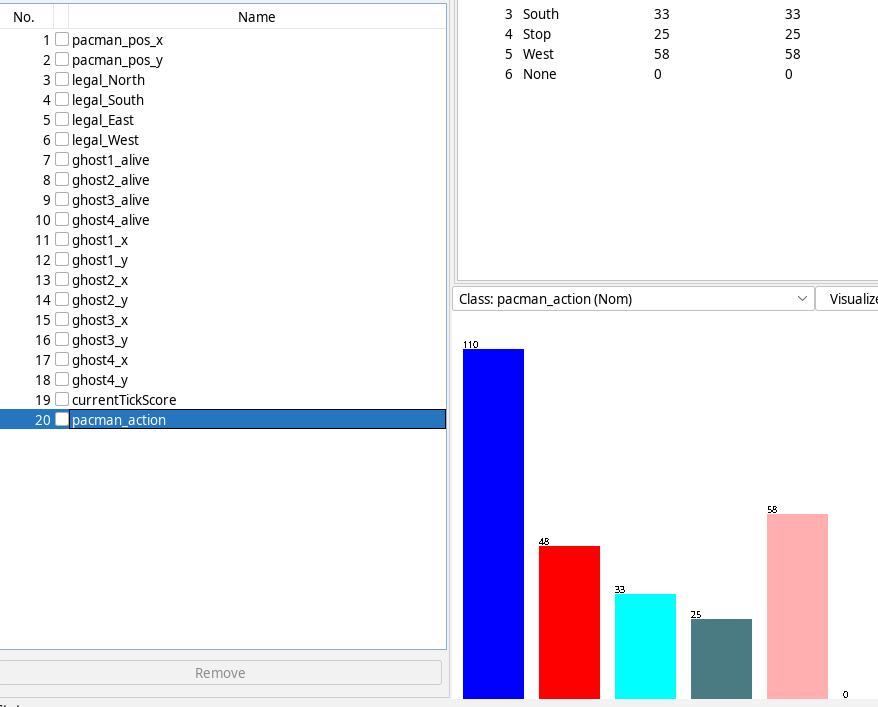 No. Name
1 pacman_pos_x
2 pacman_pos_y
3 legal_North
4 legal_South
5 legal_East
6 legal_West
7 ghost1_alive
8 ghost2_alive
9 ghost3_alive
10 ghost4_alive
11 ghost1_x
12 ghost1_y
13 ghost2_x
14 ghost2_y
15 ghost3_x
16 ghost3_y
17 ghost4_x
18 ghost4_y
19 currentTickScore
20 pacman_action
Remove
3 South 33 33
4 Stop 25 25
5 West 58 58
6 None 0 0
Class: pacman_action (Nom)
Visualize
110
48
33
25
58
0